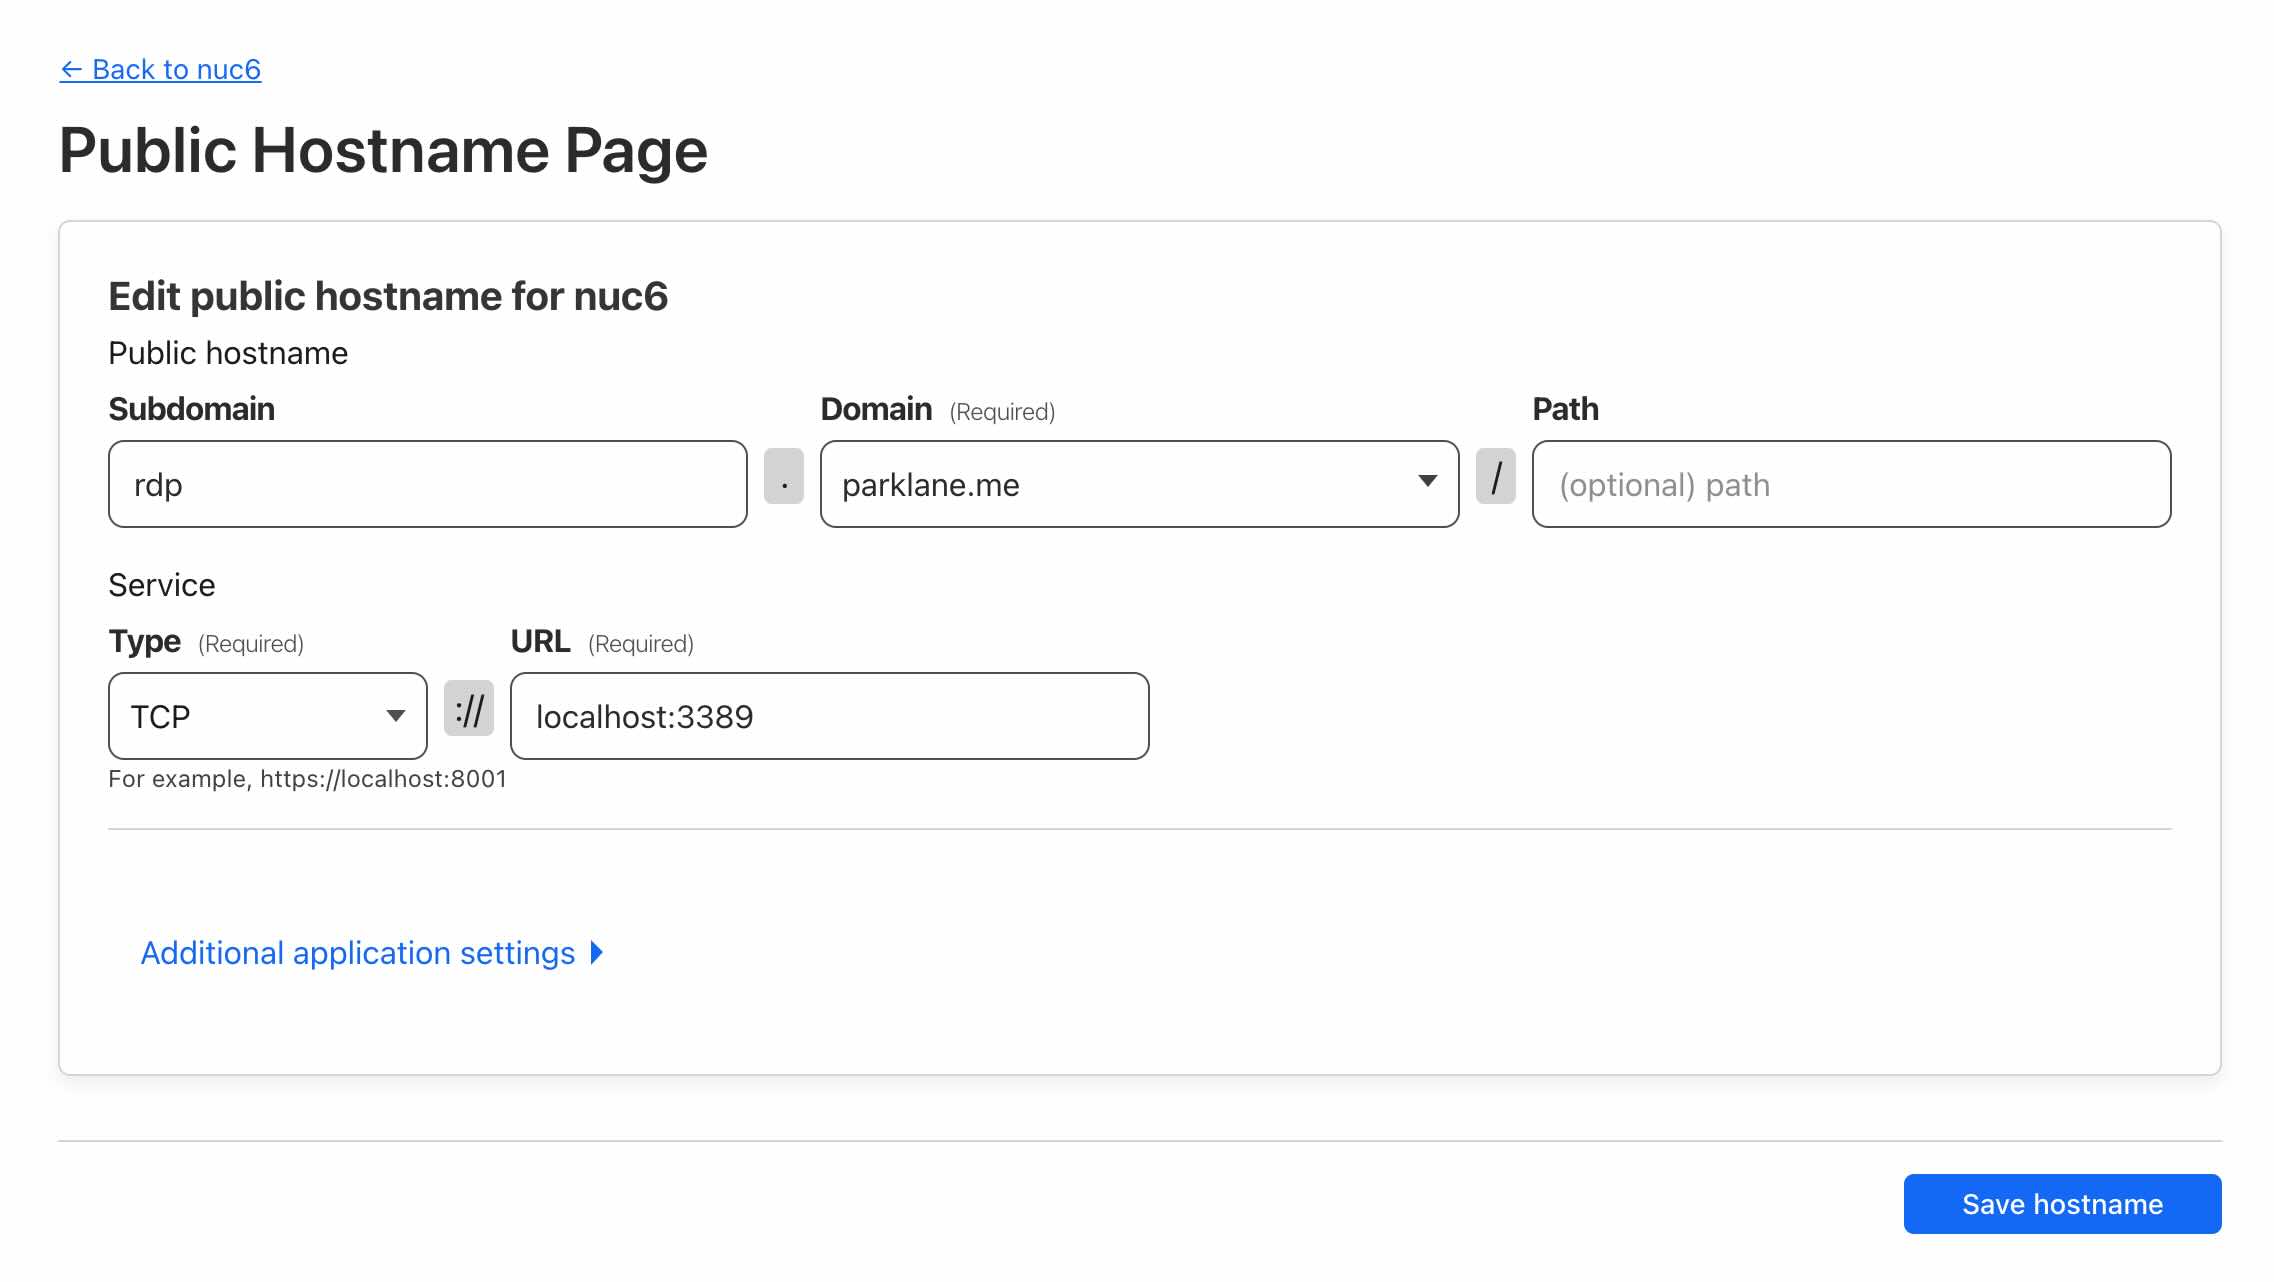 ← Back to nuc6
Public Hostname Page
Edit public hostname for nuc6
Public hostname
Subdomain Domain (Required) Path
rdp . parklane.me / (optional) path
Service
Type (Required) URL (Required)
TCP :// localhost:3389
For example, https://localhost:8001
Additional application settings
Save hostname